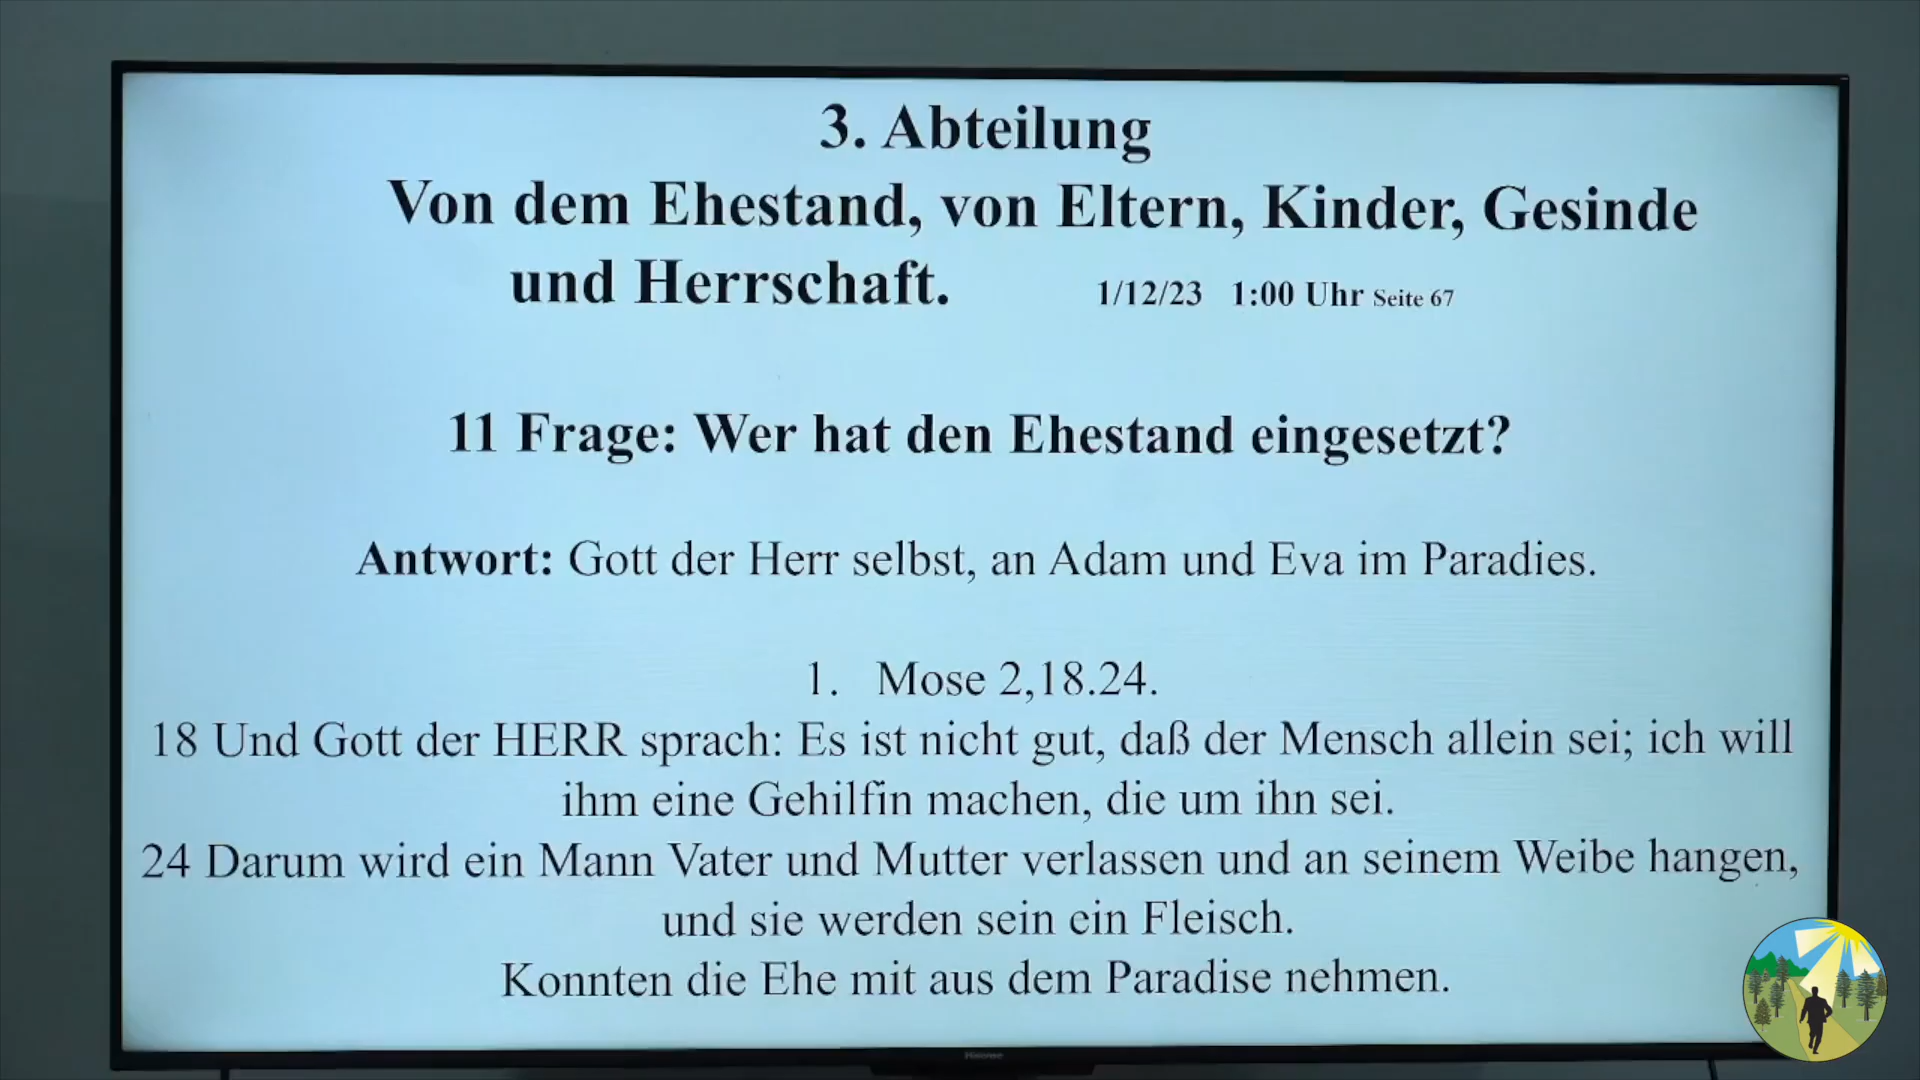 3. Abteilung
Von dem Ehestand, von Eltern, Kinder, Gesinde
und Herrschaft. 1/12/23 1:00 Uhr Seite 67
11 Frage: Wer hat den Ehestand eingesetzt?
Antwort: Gott der Herr selbst, an Adam und Eva im Paradies.
1. Mose 2,18.24.
18 Und Gott der HERR sprach: Es ist nicht gut, daß der Mensch allein sei; ich will
ihm eine Gehilfin machen, die um ihn sei.
24 Darum wird ein Mann Vater und Mutter verlassen und an seinem Weibe hangen,
und sie werden sein ein Fleisch.
Konnten die Ehe mit aus dem Paradise nehmen.